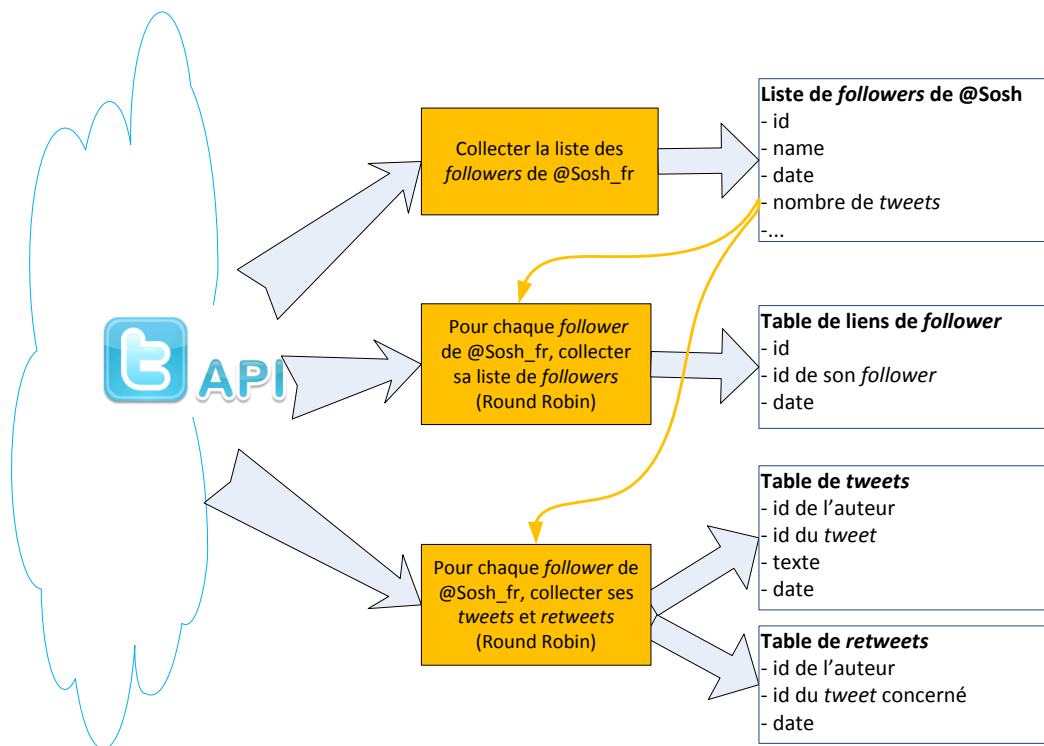 Collecter la liste des
followers de @Sosh_fr
Liste de followers de @Sosh
- id
- name
- date
- nombre de tweets
-...
t
API
Pour chaque follower
de @Sosh_fr, collecter
sa liste de followers
(Round Robin)
Table de liens de follower
- id
- id de son follower
- date
Pour chaque follower de
@Sosh_fr, collecter ses
tweets et retweets
(Round Robin)
Table de tweets
- id de l’auteur
- id du tweet
- texte
- date
Table de retweets
- id de l’auteur
- id du tweet concerné
- date